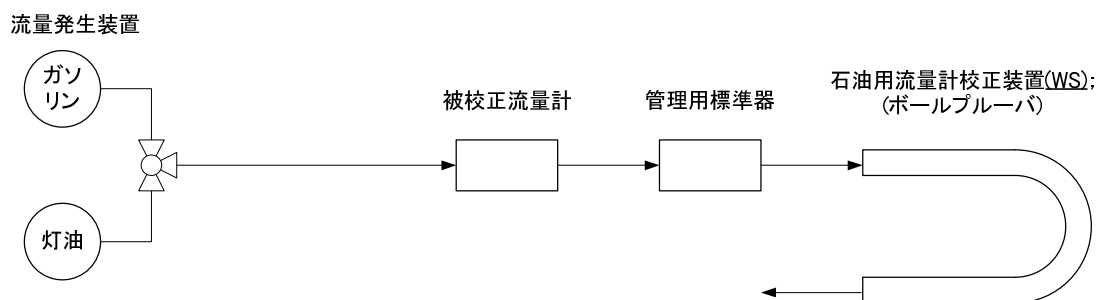 流量発生装置
ガソ
リン
被校正流量計
管理用標準器
石油用流量計校正装置(WS);
(ボールプルーバ)
灯油